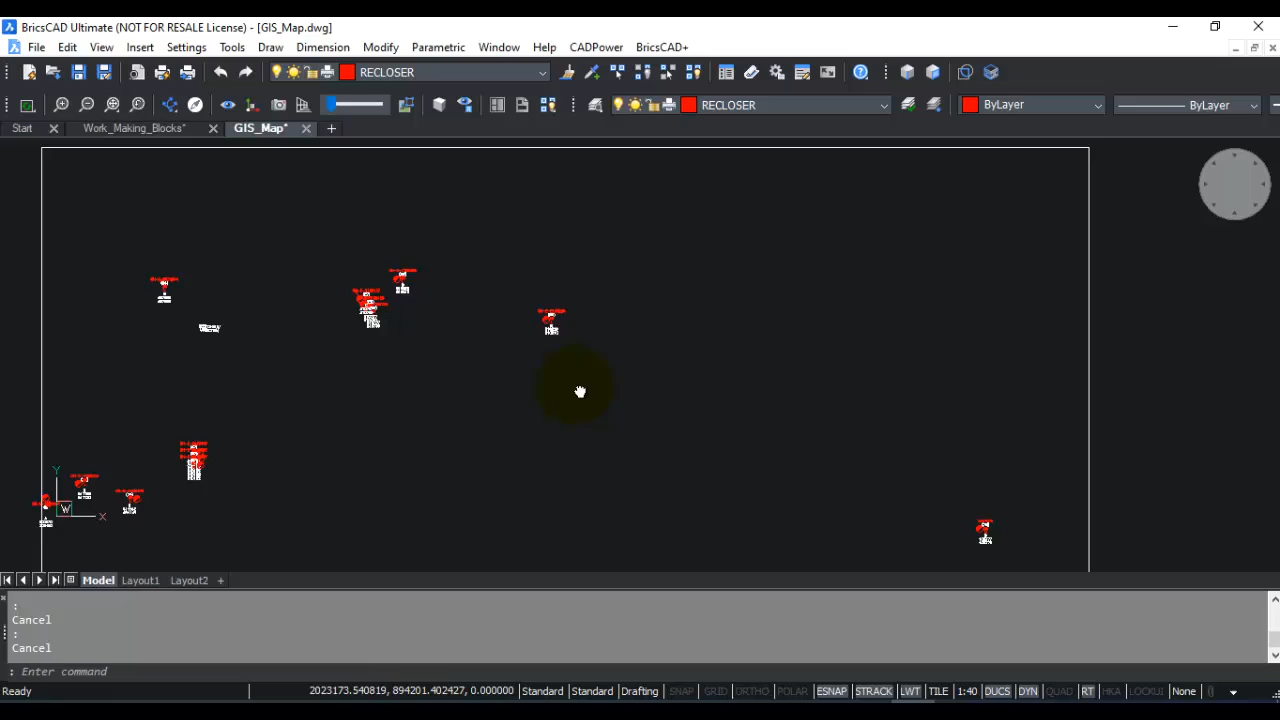 BricsCAD Ultimate (NOT FOR RESALE License) - [GIS_Map.dwg]
File Edit View Insert Settings Tools Draw Dimension Modify Parametric Window Help CADPower BricsCAD+
RECLOSER
RECLOSER ByLayer ByLayer
Start Work_Making_Blocks* GIS_Map*
Y
W
X
Model Layout1 Layout2
:
Cancel
:
Cancel
: Enter command
Ready 2023173.540819, 894201.402427, 0.000000 Standard Standard Drafting SNAP GRID ORTHO POLAR ESNAP STRACK LWT TILE 1:40 DUCS DYN QUAD RT HKA LOCKUI None